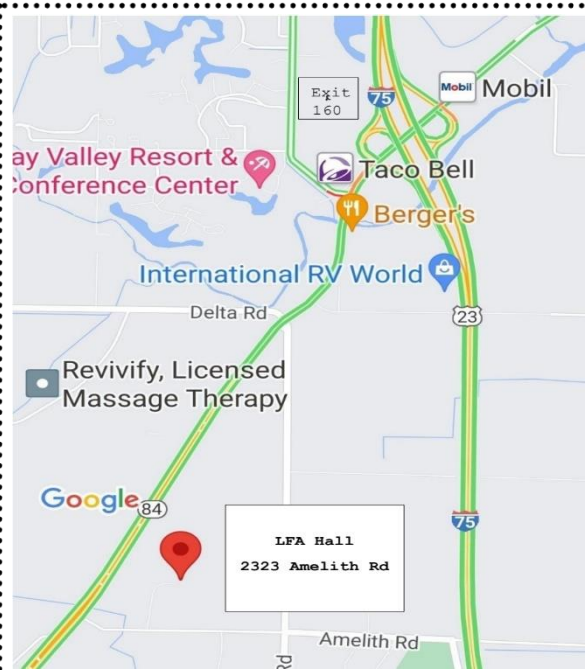 Exit
160
75
Mobil
Mobil
ay Valley Resort &
Conference Center
Taco Bell
Berger's
International RV World
Delta Rd
23
Revivify, Licensed
Massage Therapy
Google
84
75
LFA Hall
2323 Amelith Rd
Amelith Rd
Rd